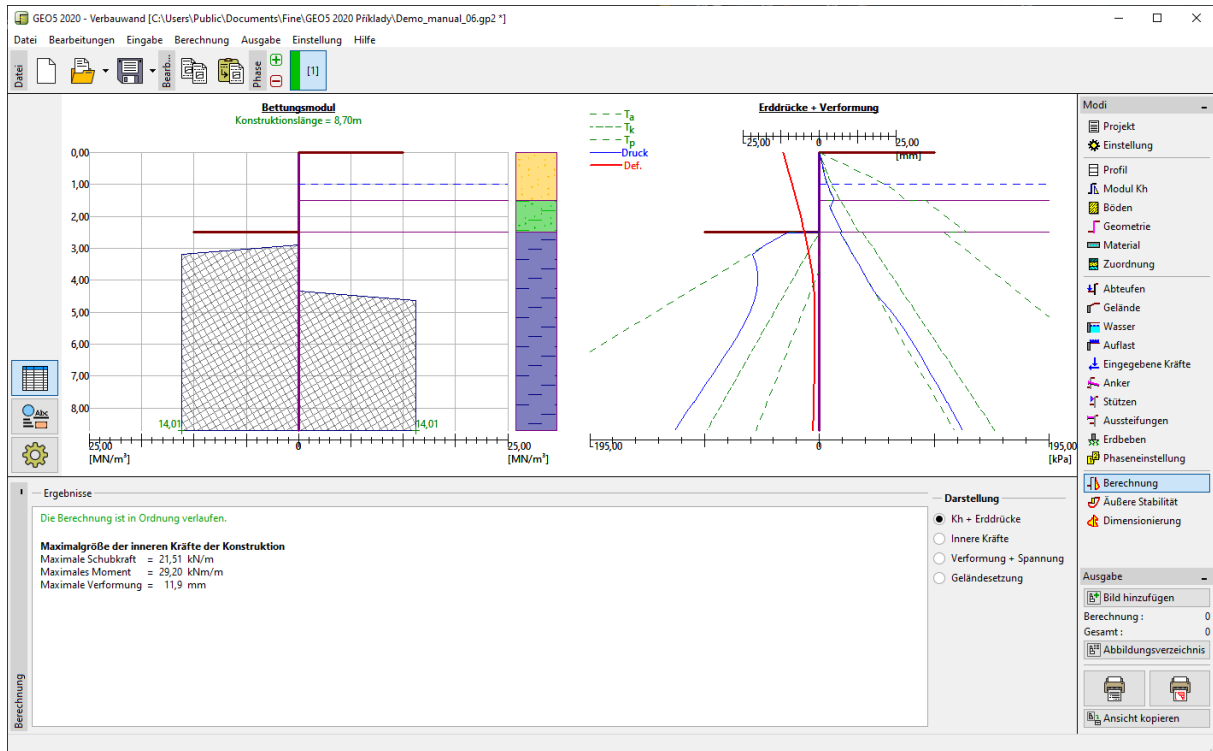 GEO5 2020 - Verbauwand [C:\Users\Public\Documents\Fine\GEO5 2020 Příklady\Demo_manual_06.gp2 *]
Datei Bearbeitungen Eingabe Berechnung Ausgabe Einstellung Hilfe
Datei
Bearb...
Phase
[1]
Bettungsmodul
Konstruktionslänge = 8,70m
0,00
1,00
2,00
3,00
4,00
5,00
6,00
7,00
8,00
14,01
14,01
25,00
0
25,00
[MN/m³]
[MN/m³]
Ta
Tk
Tp
Druck
Def.
Erddrücke + Verformung
-25,00
0
25,00
[mm]
-195,00
0
195,00
[kPa]
Modi
Projekt
Einstellung
Profil
Modul Kh
Böden
Geometrie
Material
Zuordnung
Abteufen
Gelände
Wasser
Auflast
Eingegebene Kräfte
Anker
Stützen
Aussteifungen
Erdbeben
Phaseneinstellung
Berechnung
Äußere Stabilität
Dimensionierung
Abc
Berechnung
Ergebnisse
Die Berechnung ist in Ordnung verlaufen.
Maximalgröße der inneren Kräfte der Konstruktion
Maximale Schubkraft = 21,51 kN/m
Maximales Moment = 29,20 kNm/m
Maximale Verformung = 11,9 mm
Darstellung
Kh + Erddrücke
Innere Kräfte
Verformung + Spannung
Geländesetzung
Ausgabe
Bild hinzufügen
Berechnung : 0
Gesamt : 0
Abbildungsverzeichnis
Ansicht kopieren